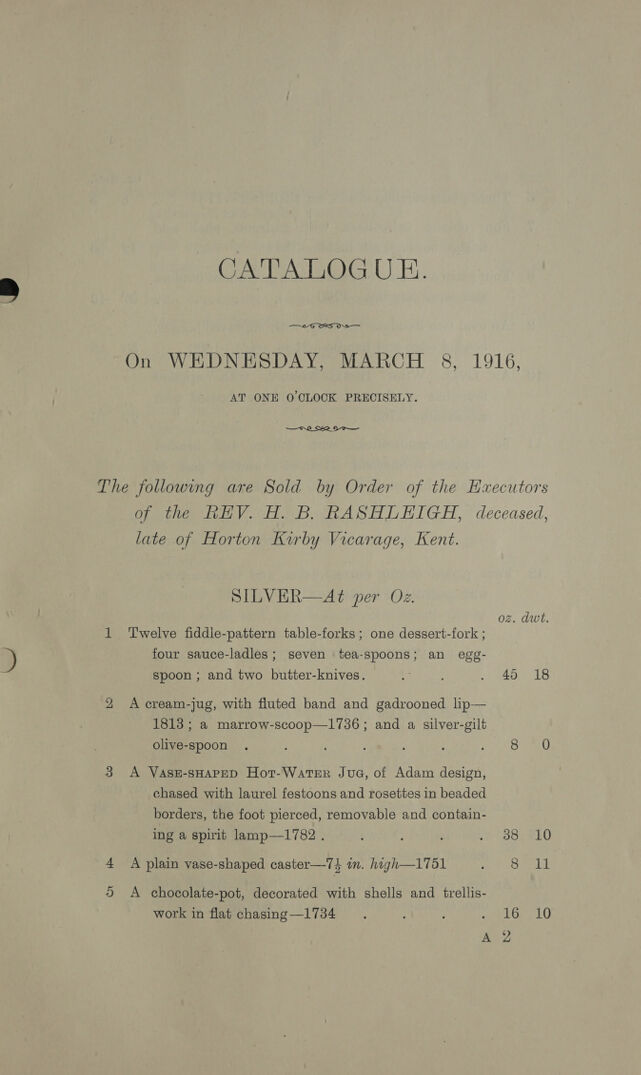 CATALOGUE.
On WEDNESDAY, MARCH 8, 1916,
AT ONE O'CLOCK PRECISELY.
The following are Sold by Order of the Executors
of the REV. H. B. RASHLEIGH, deceased,
late of Horton Kirby Vicarage, Kent.
SILVER—At per Oz.
oz. dwt.
1 Twelve fiddle-pattern table-forks; one dessert-fork;
four sauce-ladles; seven tea-spoons; an egg-
spoon; and two butter-knives. . . . 45 18
2 A cream-jug, with fluted band and gadrooned lip—
1813; a marrow-scoop—1736; and a silver-gilt
olive-spoon . . . . . . . 8 0
3 A VASE-SHAPED HOT-WATER JUG, of Adam design,
chased with laurel festoons and rosettes in beaded
borders, the foot pierced, removable and contain-
ing a spirit lamp—1782 . . . . . 38 10
4 A plain vase-shaped caster—7½ in. high—1751 . 8 11
5 A chocolate-pot, decorated with shells and trellis-
work in flat chasing—1734 . . . . 16 10
A 2